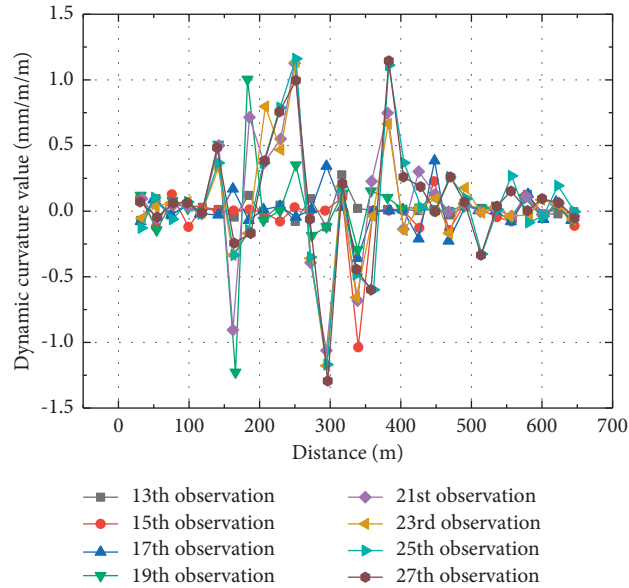 Dynamic curvature value (mm/m/m)
1.5
1.0
0.5
0.0
-0.5
-1.0
-1.5
0 100 200 300 400 500 600 700
Distance (m)
13th observation
15th observation
17th observation
19th observation
21st observation
23rd observation
25th observation
27th observation